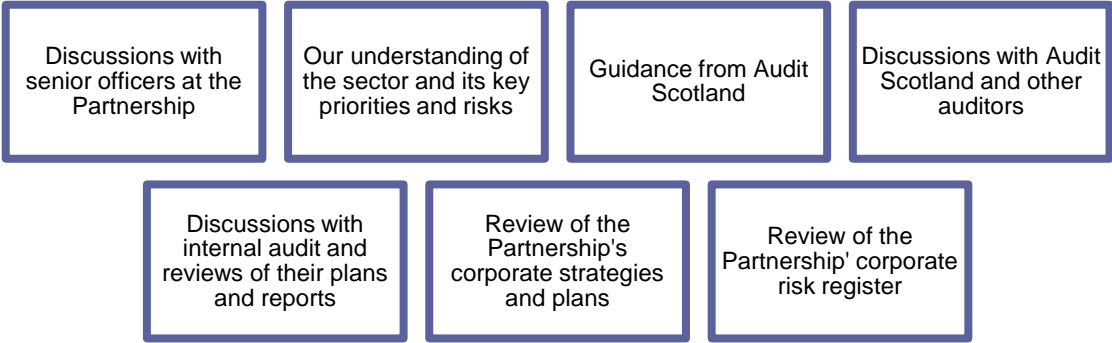 Discussions with
senior officers at the
Partnership
Our understanding of
the sector and its key
priorities and risks
Guidance from Audit
Scotland
Discussions with Audit
Scotland and other
auditors
Discussions with
internal audit and
reviews of their plans
and reports
Review of the
Partnership's
corporate strategies
and plans
Review of the
Partnership' corporate
risk register